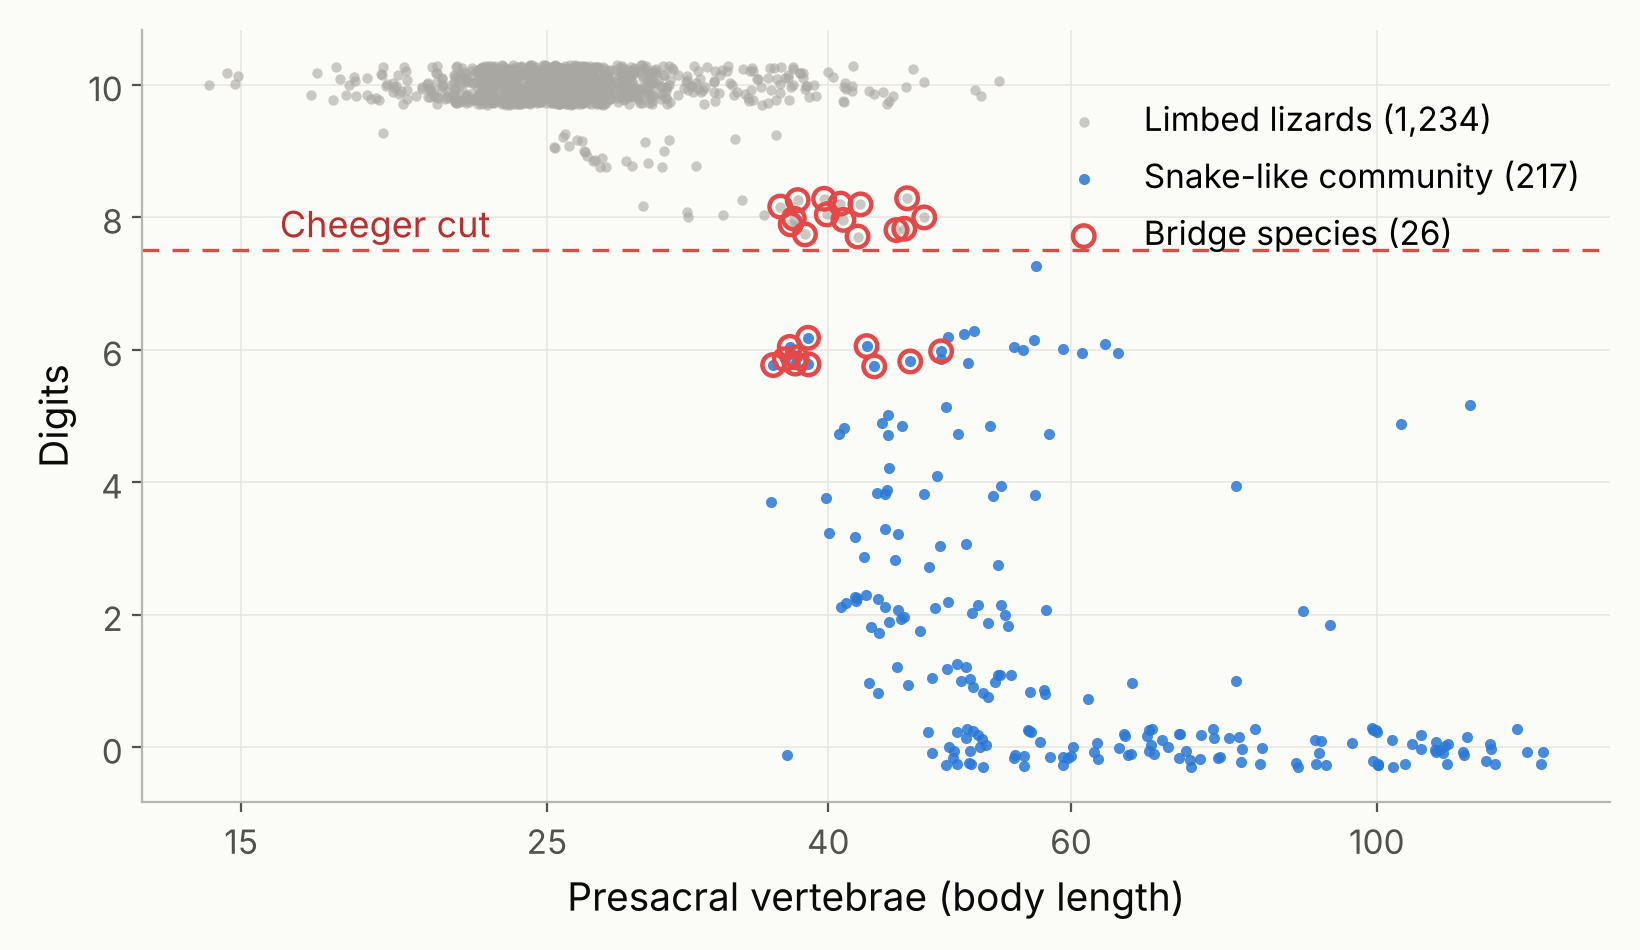 10
8
6
4
2
0
Digits
Limbed lizards (1,234)
Snake-like community (217)
Bridge species (26)
Cheeger cut
15
25
40
60
100
Presacral vertebrae (body length)